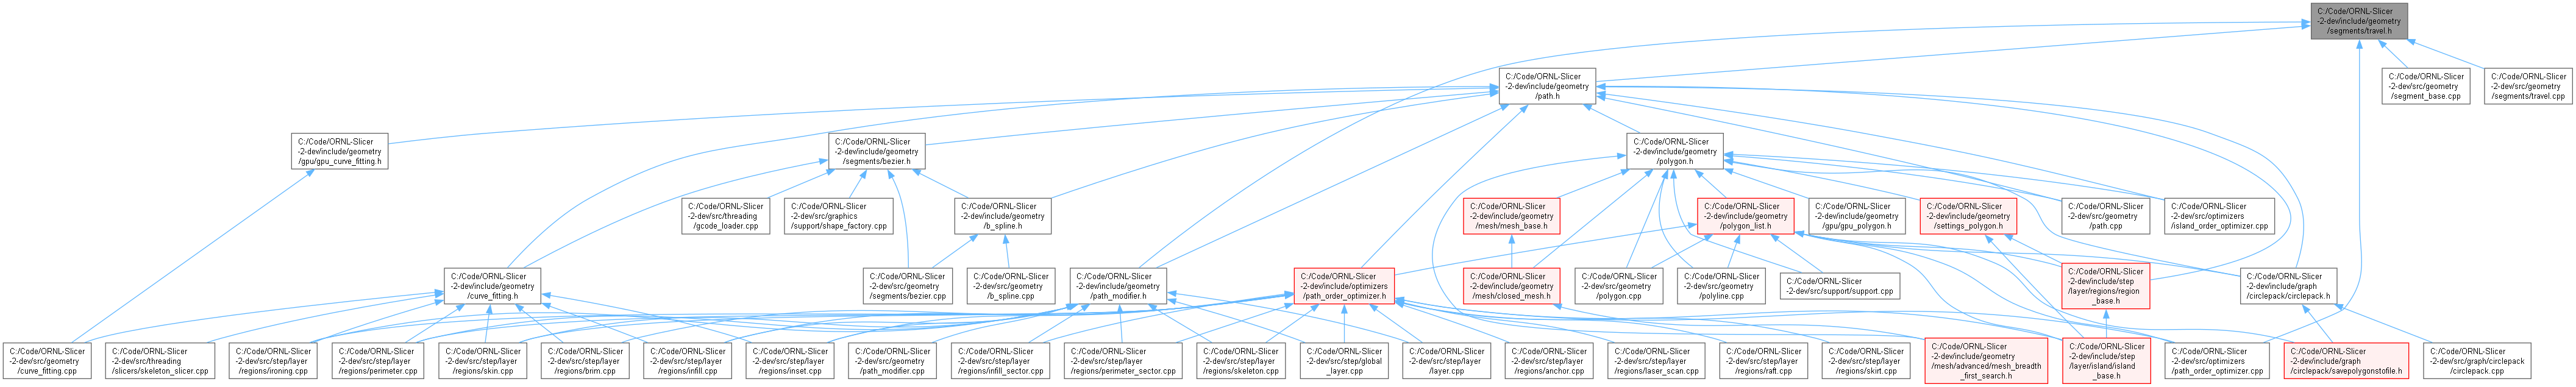 C:/Code/ORNL-Slicer
-2-dev/include/geometry
/segments/travel.h
C:/Code/ORNL-Slicer
-2-dev/include/geometry
/path.h
C:/Code/ORNL-Slicer
-2-dev/src/geometry
/segment_base.cpp
C:/Code/ORNL-Slicer
-2-dev/src/geometry
/segments/travel.cpp
C:/Code/ORNL-Slicer
-2-dev/include/geometry
/gpu/gpu_curve_fitting.h
C:/Code/ORNL-Slicer
-2-dev/include/geometry
/segments/bezier.h
C:/Code/ORNL-Slicer
-2-dev/include/geometry
/polygon.h
C:/Code/ORNL-Slicer
-2-dev/src/threading
/gcode_loader.cpp
C:/Code/ORNL-Slicer
-2-dev/src/graphics
/support/shape_factory.cpp
C:/Code/ORNL-Slicer
-2-dev/include/geometry
/b_spline.h
C:/Code/ORNL-Slicer
-2-dev/include/geometry
/mesh/mesh_base.h
C:/Code/ORNL-Slicer
-2-dev/include/geometry
/polygon_list.h
C:/Code/ORNL-Slicer
-2-dev/include/geometry
/gpu/gpu_polygon.h
C:/Code/ORNL-Slicer
-2-dev/include/geometry
/settings_polygon.h
C:/Code/ORNL-Slicer
-2-dev/src/geometry
/path.cpp
C:/Code/ORNL-Slicer
-2-dev/src/optimizers
/island_order_optimizer.cpp
C:/Code/ORNL-Slicer
-2-dev/include/geometry
/curve_fitting.h
C:/Code/ORNL-Slicer
-2-dev/src/geometry
/segments/bezier.cpp
C:/Code/ORNL-Slicer
-2-dev/src/geometry
/b_spline.cpp
C:/Code/ORNL-Slicer
-2-dev/include/geometry
/path_modifier.h
C:/Code/ORNL-Slicer
-2-dev/include/optimizers
/path_order_optimizer.h
C:/Code/ORNL-Slicer
-2-dev/include/geometry
/mesh/closed_mesh.h
C:/Code/ORNL-Slicer
-2-dev/src/geometry
/polygon.cpp
C:/Code/ORNL-Slicer
-2-dev/src/geometry
/polyline.cpp
C:/Code/ORNL-Slicer
-2-dev/src/support/support.cpp
C:/Code/ORNL-Slicer
-2-dev/include/step
/layer/regions/region
_base.h
C:/Code/ORNL-Slicer
-2-dev/include/graph
/circlepack/circlepack.h
C:/Code/ORNL-Slicer
-2-dev/src/geometry
/curve_fitting.cpp
C:/Code/ORNL-Slicer
-2-dev/src/threading
/slicers/skeleton_slicer.cpp
C:/Code/ORNL-Slicer
-2-dev/src/step/layer
/regions/ironing.cpp
C:/Code/ORNL-Slicer
-2-dev/src/step/layer
/regions/perimeter.cpp
C:/Code/ORNL-Slicer
-2-dev/src/step/layer
/regions/skin.cpp
C:/Code/ORNL-Slicer
-2-dev/src/step/layer
/regions/brim.cpp
C:/Code/ORNL-Slicer
-2-dev/src/step/layer
/regions/infill.cpp
C:/Code/ORNL-Slicer
-2-dev/src/step/layer
/regions/inset.cpp
C:/Code/ORNL-Slicer
-2-dev/src/geometry
/path_modifier.cpp
C:/Code/ORNL-Slicer
-2-dev/src/step/layer
/regions/infill_sector.cpp
C:/Code/ORNL-Slicer
-2-dev/src/step/layer
/regions/perimeter_sector.cpp
C:/Code/ORNL-Slicer
-2-dev/src/step/layer
/regions/skeleton.cpp
C:/Code/ORNL-Slicer
-2-dev/src/step/global
_layer.cpp
C:/Code/ORNL-Slicer
-2-dev/src/step/layer
/layer.cpp
C:/Code/ORNL-Slicer
-2-dev/src/step/layer
/regions/anchor.cpp
C:/Code/ORNL-Slicer
-2-dev/src/step/layer
/regions/laser_scan.cpp
C:/Code/ORNL-Slicer
-2-dev/src/step/layer
/regions/raft.cpp
C:/Code/ORNL-Slicer
-2-dev/src/step/layer
/regions/skirt.cpp
C:/Code/ORNL-Slicer
-2-dev/include/geometry
/mesh/advanced/mesh_breadth
_first_search.h
C:/Code/ORNL-Slicer
-2-dev/include/step
/layer/island/island
_base.h
C:/Code/ORNL-Slicer
-2-dev/src/optimizers
/path_order_optimizer.cpp
C:/Code/ORNL-Slicer
-2-dev/include/graph
/circlepack/savepolygonstofile.h
C:/Code/ORNL-Slicer
-2-dev/src/graph/circlepack
/circlepack.cpp